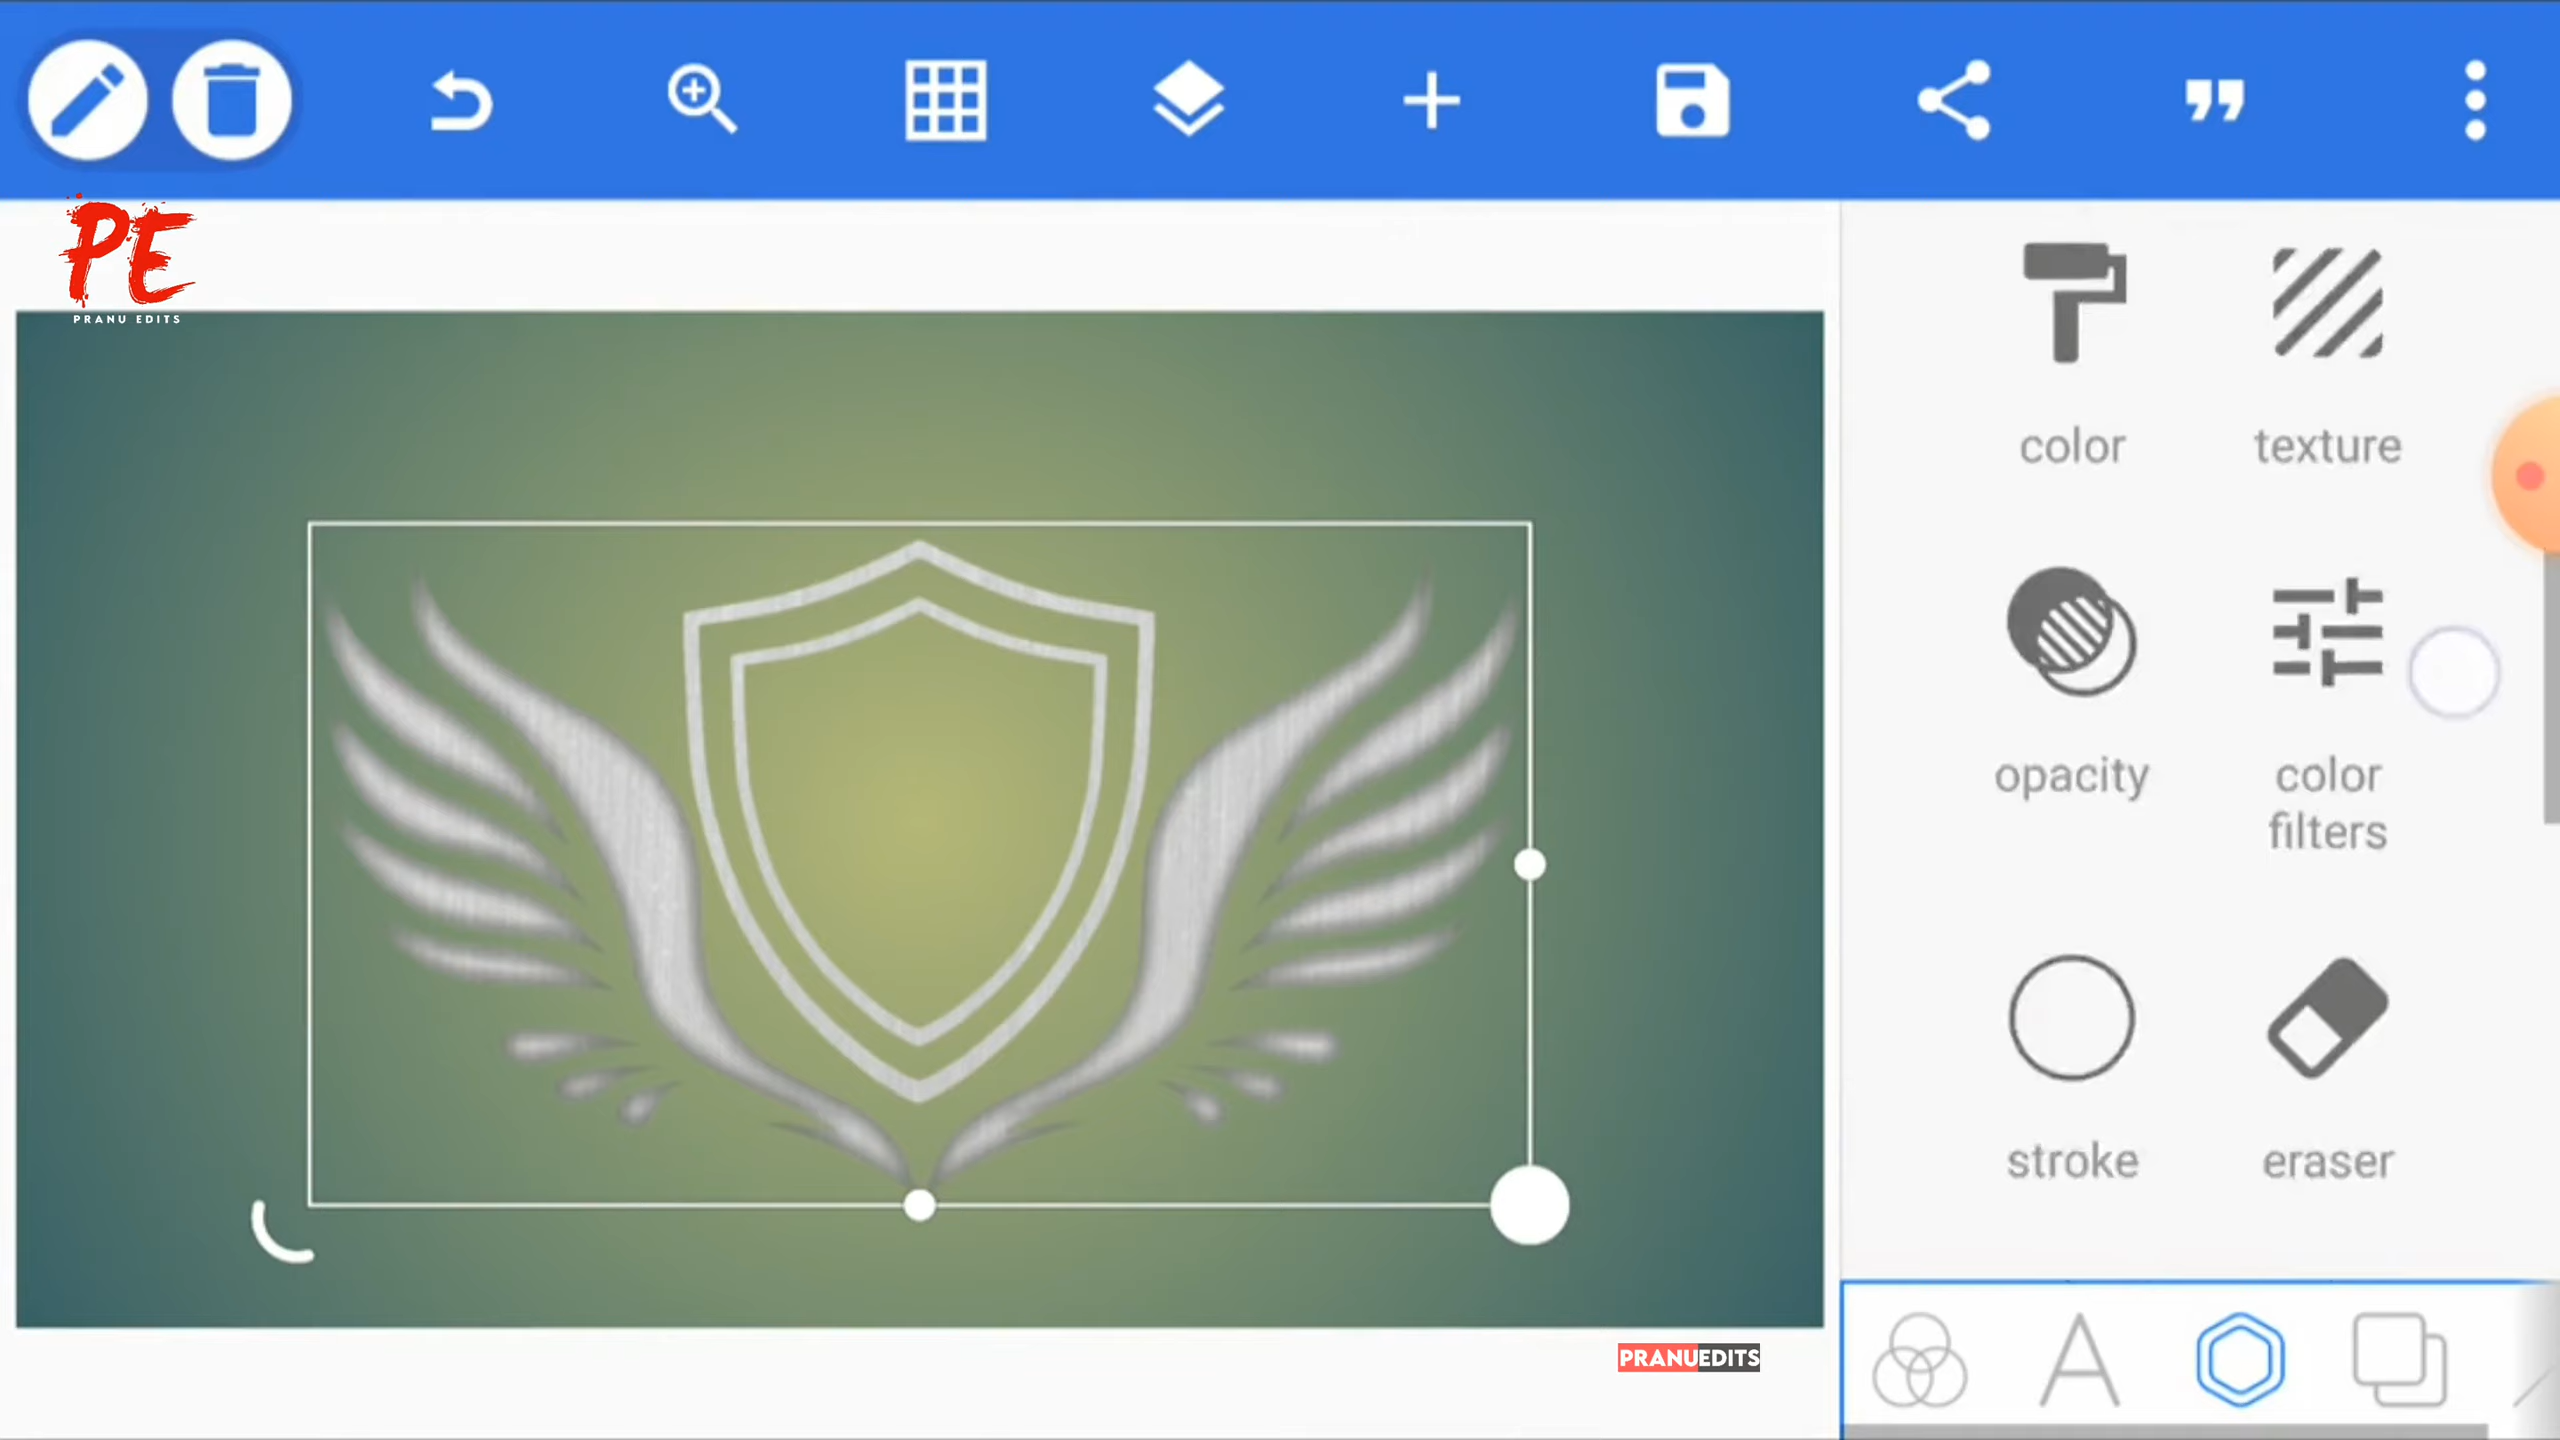 PE
PRANU EDITS
color
texture
opacity
color
filters
stroke
eraser
PRANUEDITS